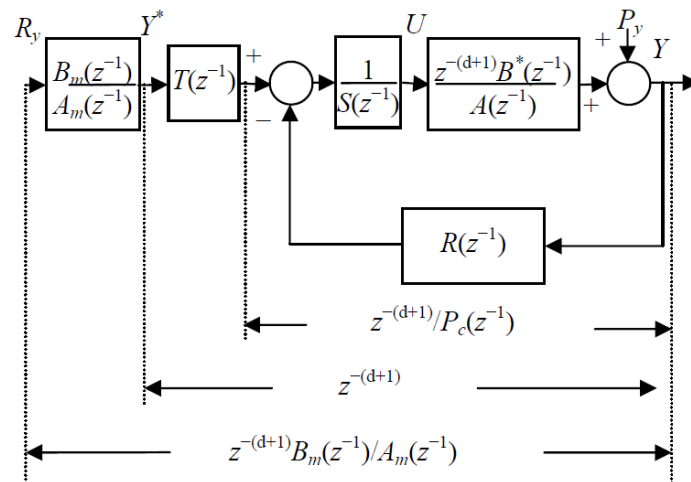 R_y
Y*
B_m(z⁻¹)
A_m(z⁻¹)
T(z⁻¹)
+
−
1
S(z⁻¹)
U
z⁻⁽ᵈ⁺¹⁾B*(z⁻¹)
A(z⁻¹)
+
+
P_y
Y
R(z⁻¹)
z⁻⁽ᵈ⁺¹⁾/P_c(z⁻¹)
z⁻⁽ᵈ⁺¹⁾
z⁻⁽ᵈ⁺¹⁾B_m(z⁻¹)/A_m(z⁻¹)